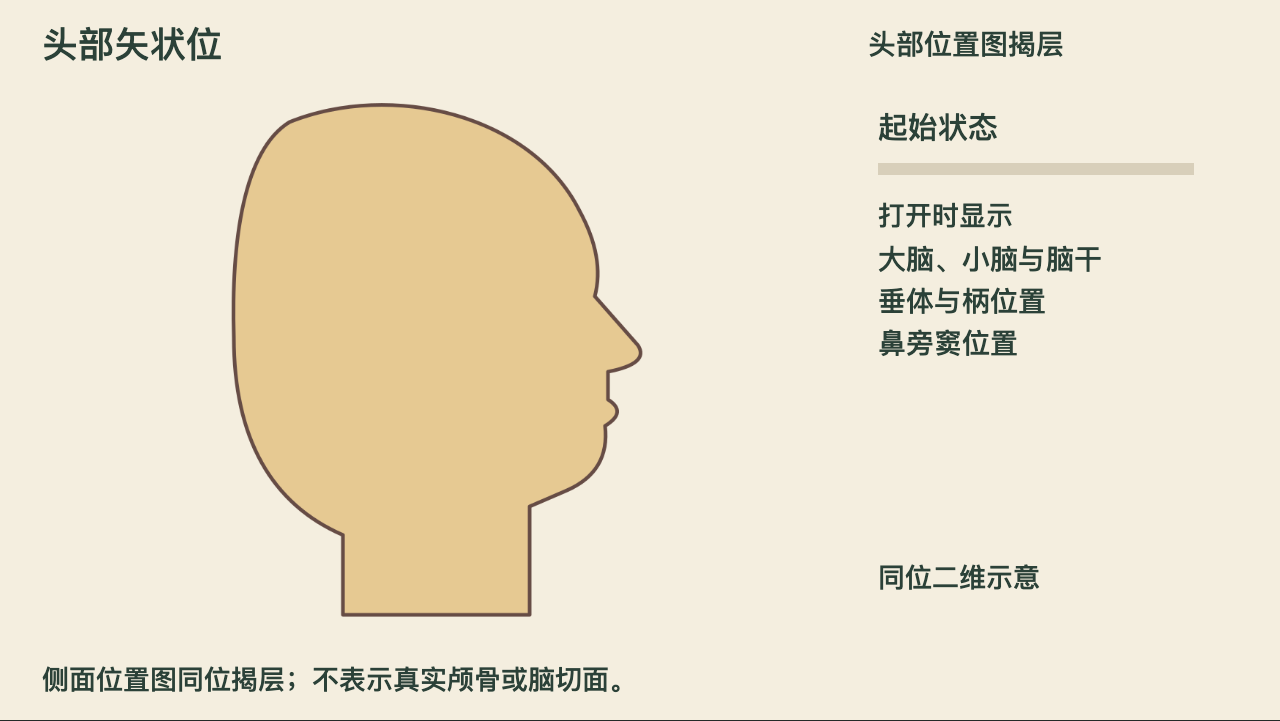 头部矢状位
头部位置图揭层
起始状态
打开时显示
大脑、小脑与脑干
垂体与柄位置
鼻旁窦位置
同位二维示意
侧面位置图同位揭层；不表示真实颅骨或脑切面。